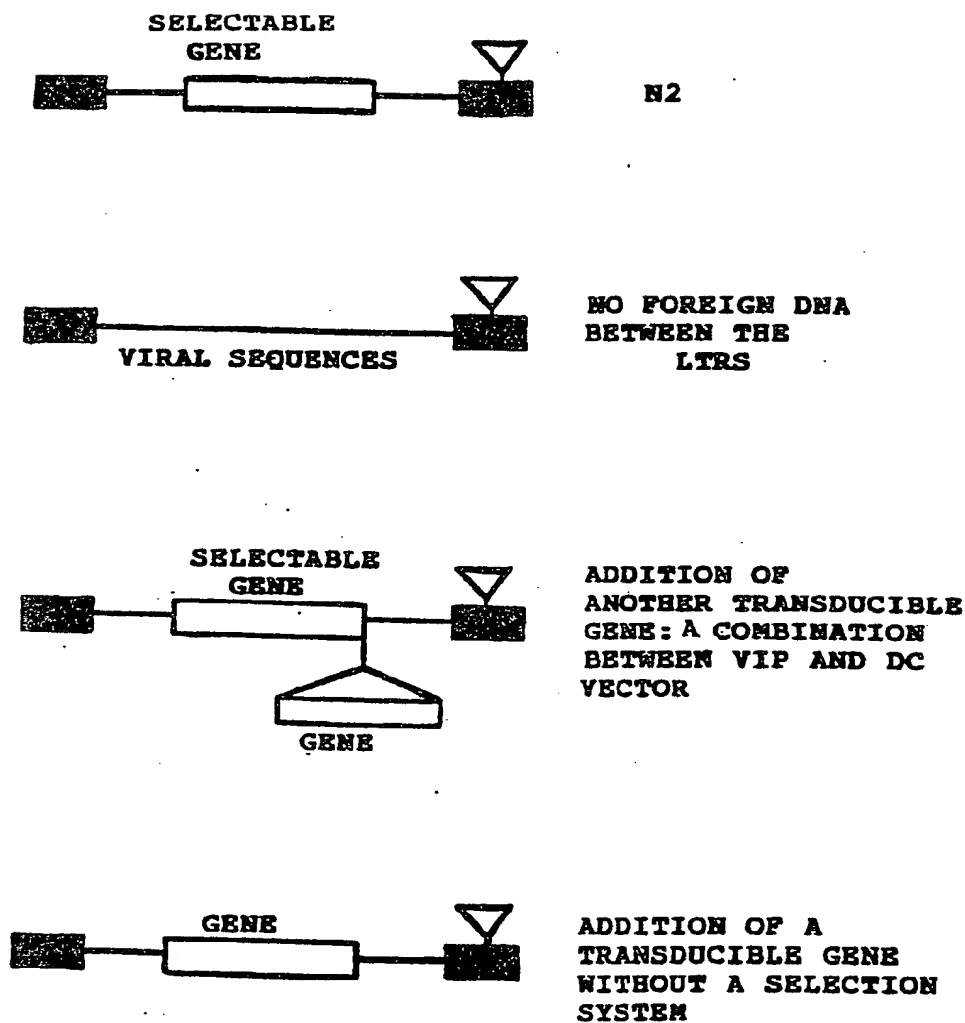 SELECTABLE
GENE
N2
NO FOREIGN DNA
BETWEEN THE
LTRS
VIRAL SEQUENCES
SELECTABLE
GENE
GENE
ADDITION OF
ANOTHER TRANSDUCIBLE
GENE: A COMBINATION
BETWEEN VIP AND DC
VECTOR
GENE
ADDITION OF A
TRANSDUCIBLE GENE
WITHOUT A SELECTION
SYSTEM